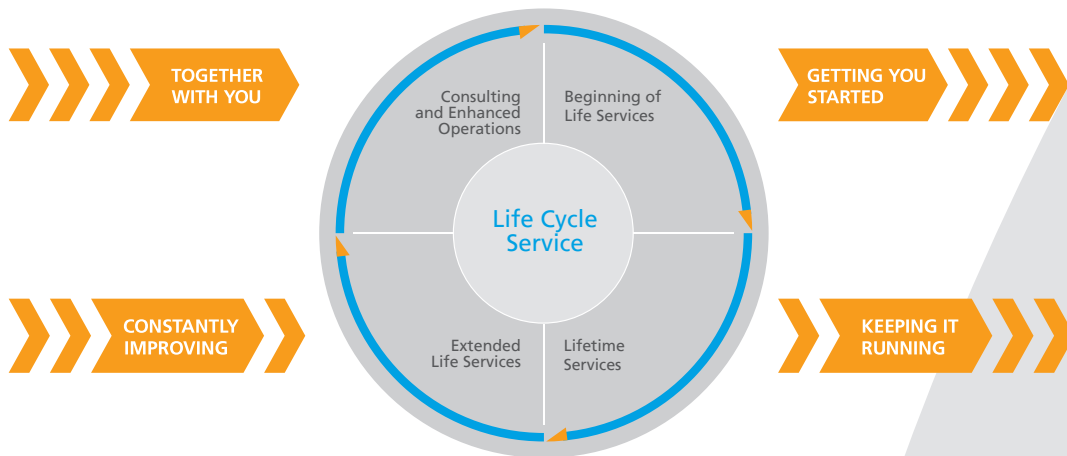 TOGETHER
WITH YOU
Consulting
and Enhanced
Operations
Beginning of
Life Services
GETTING YOU
STARTED
Life Cycle
Service
CONSTANTLY
IMPROVING
Extended
Life Services
Lifetime
Services
KEEPING IT
RUNNING